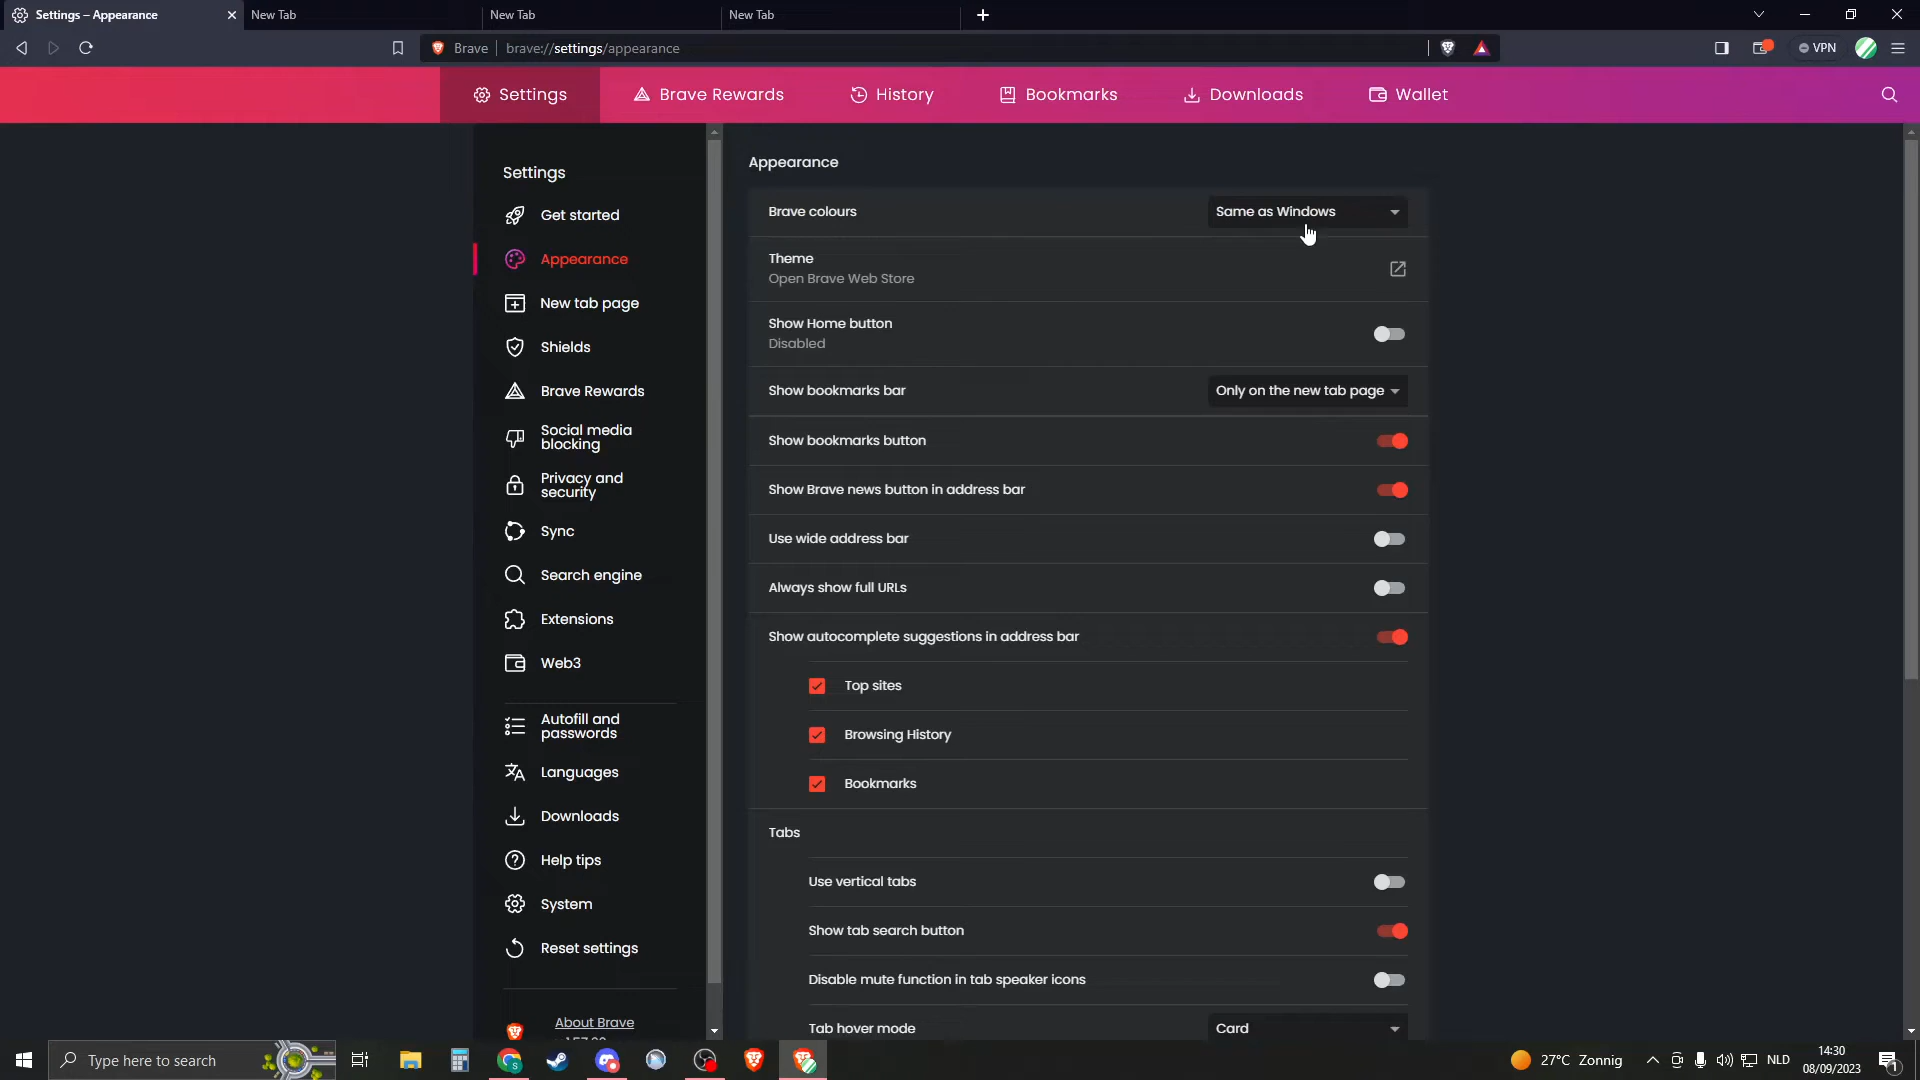 Settings – Appearance
New Tab
New Tab
New Tab
Brave
brave://settings/appearance
VPN
Settings
Brave Rewards
History
Bookmarks
Downloads
Wallet
Settings
Get started
Appearance
New tab page
Shields
Brave Rewards
Social media
blocking
Privacy and
security
Sync
Search engine
Extensions
Web3
Autofill and
passwords
Languages
Downloads
Help tips
System
Reset settings
About Brave
Appearance
Brave colours
Same as Windows
Theme
Open Brave Web Store
Show Home button
Disabled
Show bookmarks bar
Only on the new tab page
Show bookmarks button
Show Brave news button in address bar
Use wide address bar
Always show full URLs
Show autocomplete suggestions in address bar
Top sites
Browsing History
Bookmarks
Tabs
Use vertical tabs
Show tab search button
Disable mute function in tab speaker icons
Tab hover mode
Card
Type here to search
27°C Zonnig
NLD
14:30
08/09/2023
1